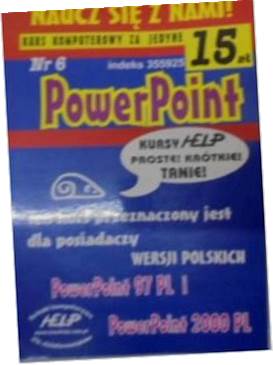 NAUCZ SIĘ Z NAMI!
KURS KOMPUTEROWY ZA JEDYNE 15 zł
Nr 6 indeks 355925
PowerPoint
KURSY HELP
PROSTE! KRÓTKIE!
TANIE!
przeznaczony jest
dla posiadaczy
WERSJI POLSKICH
PowerPoint 97 PL i
HELP
PowerPoint 2000 PL